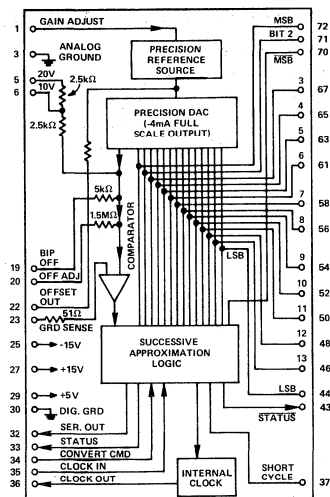 1 GAIN ADJUST
3 ANALOG GROUND
PRECISION REFERENCE SOURCE
5 20V
6 10V
2.5kΩ
2.5kΩ
PRECISION DAC
(-4mA FULL
SCALE OUTPUT)
5kΩ
1.5MΩ
COMPARATOR
19 BIP OFF
20 OFF ADJ
22 OFFSET OUT
51Ω
23 GRD SENSE
25 -15V
27 +15V
29 +5V
30 DIG. GRD
SUCCESSIVE
APPROXIMATION
LOGIC
32 SER. OUT
33 STATUS
34 CONVERT CMD
35 CLOCK IN
36 CLOCK OUT
INTERNAL
CLOCK
MSB 72
BIT 2 71
70
MSB
3 67
4 65
5 63
6 61
7 58
8 56
LSB
9 54
10 52
11 50
12 48
13 46
LSB 44
43
STATUS
SHORT CYCLE 37